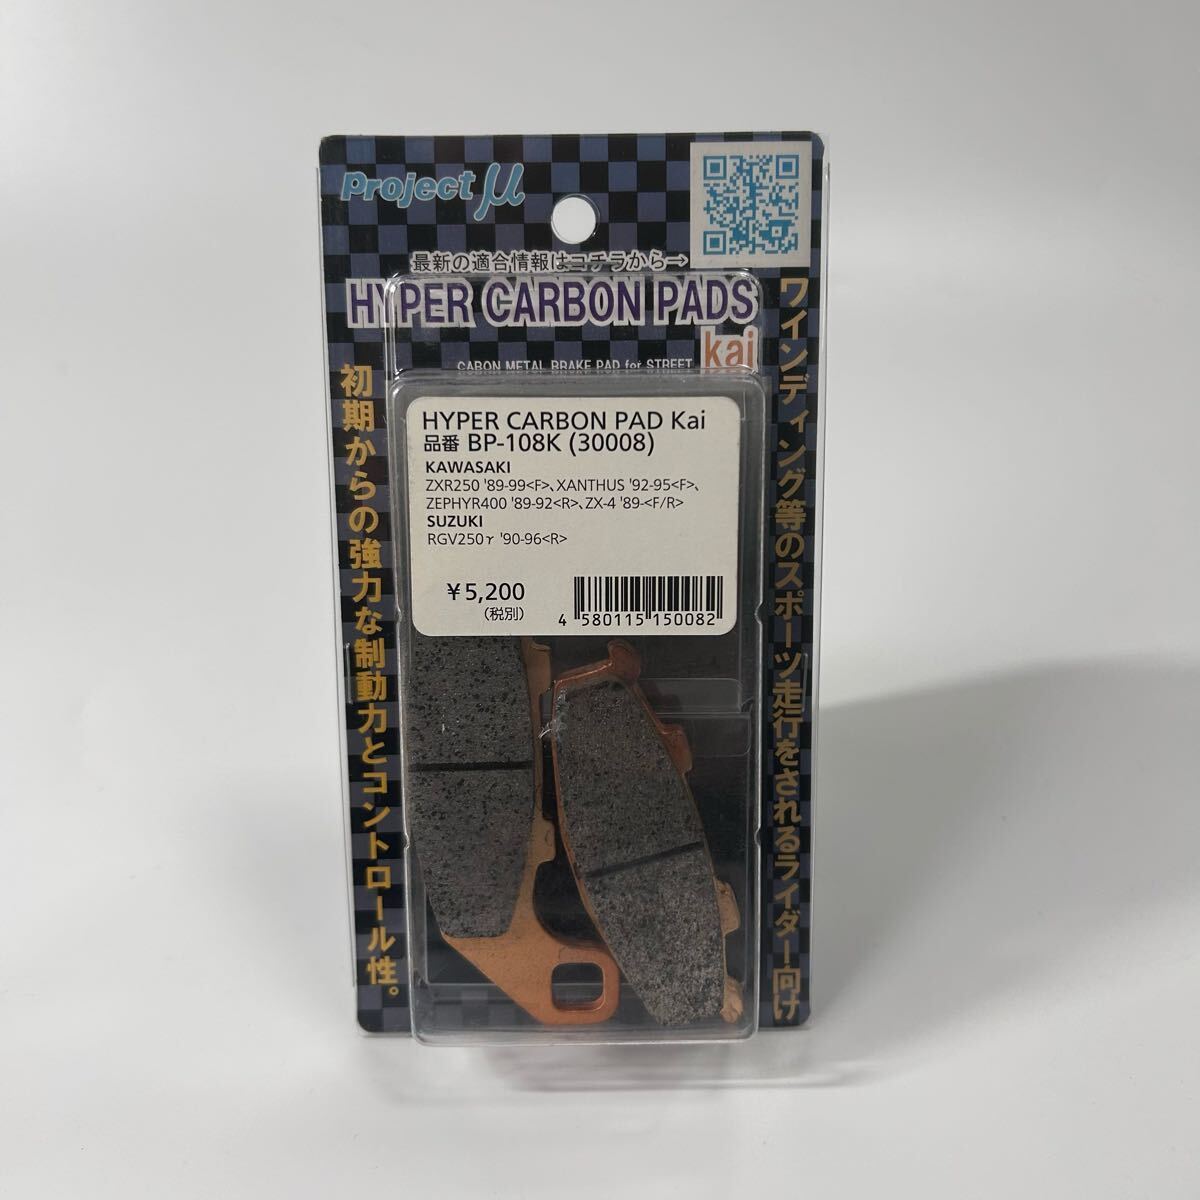 Project μ
最新の適合情報はコチラから→
HYPER CARBON PADS
kai
CABON METAL BRAKE PAD for STREET
ワインディング等のスポーツ走行をされるライダー向け
初期からの強力な制動力とコントロール性。
HYPER CARBON PAD Kai
品番 BP-108K (30008)
KAWASAKI
ZXR250 '89-99<F>、XANTHUS '92-95<F>、
ZEPHYR400 '89-92<R>、ZX-4 '89-<F/R>
SUZUKI
RGV250γ '90-96<R>
¥5,200
(税別)
4 580115 150082